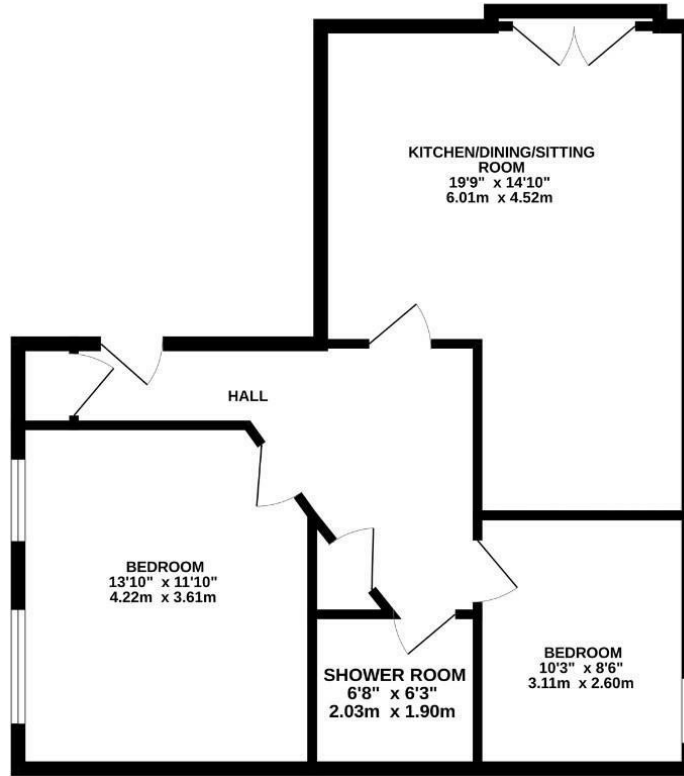 KITCHEN/DINING/SITTING
ROOM
19'9" x 14'10"
6.01m x 4.52m
HALL
BEDROOM
13'10" x 11'10"
4.22m x 3.61m
SHOWER ROOM
6'8" x 6'3"
2.03m x 1.90m
BEDROOM
10'3" x 8'6"
3.11m x 2.60m